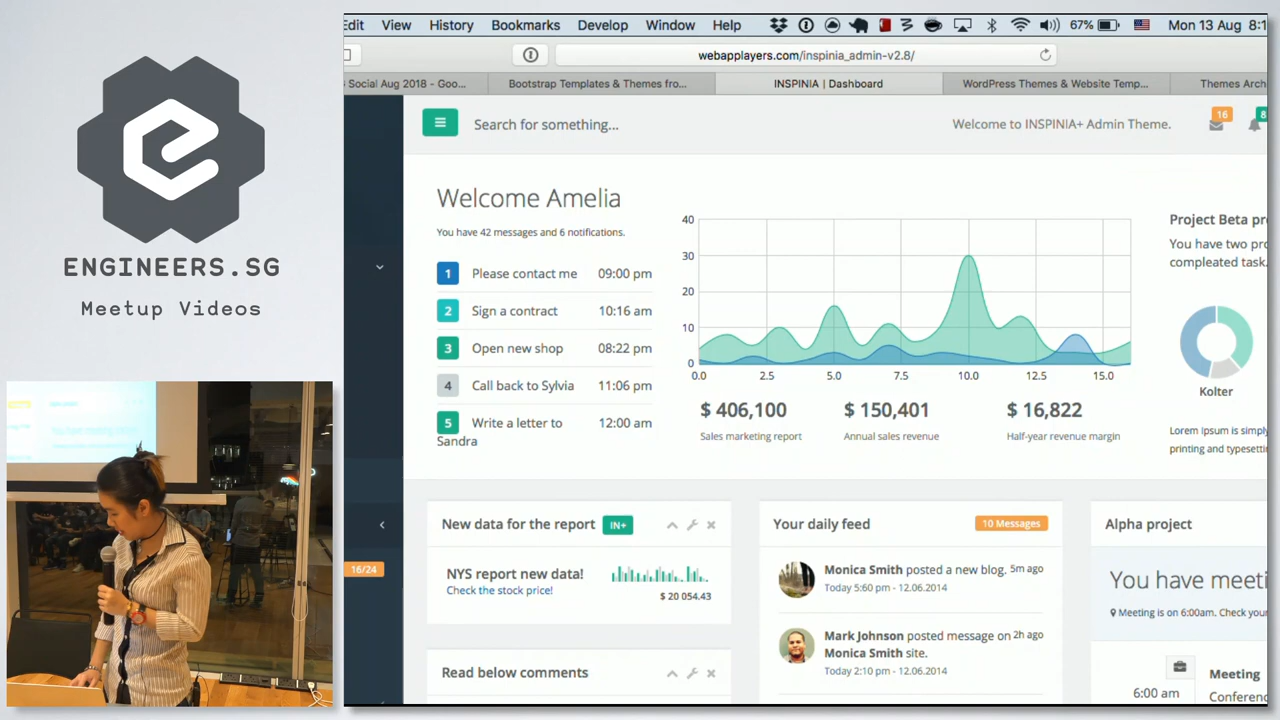 ENGINEERS.SG
Meetup Videos
Edit View History Bookmarks Develop Window Help 67% Mon 13 Aug 8:1
webapplayers.com/inspinia_admin-v2.8/
Social Aug 2018 - Goo... Bootstrap Templates & Themes fro... INSPINIA | Dashboard WordPress Themes & Website Temp... Themes Arch
Search for something... Welcome to INSPINIA+ Admin Theme. 16 8
Welcome Amelia
You have 42 messages and 6 notifications.
1 Please contact me 09:00 pm
2 Sign a contract 10:16 am
3 Open new shop 08:22 pm
4 Call back to Sylvia 11:06 pm
5 Write a letter to 12:00 am
Sandra
40
30
20
10
0
0.0 2.5 5.0 7.5 10.0 12.5 15.0
$ 406,100 $ 150,401 $ 16,822
Sales marketing report Annual sales revenue Half-year revenue margin
Project Beta pr
You have two pro
compleated task.
Kolter
Lorem Ipsum is simply
printing and typesetti
16/24
New data for the report IN+
NYS report new data!
Check the stock price!
$ 20 054.43
Read below comments
Your daily feed 10 Messages
Monica Smith posted a new blog. 5m ago
Today 5:60 pm - 12.06.2014
Mark Johnson posted message on 2h ago
Monica Smith site.
Today 2:10 pm - 12.06.2014
Alpha project
You have meeti
Meeting is on 6:00am. Check your
6:00 am
Meeting
Conferenc